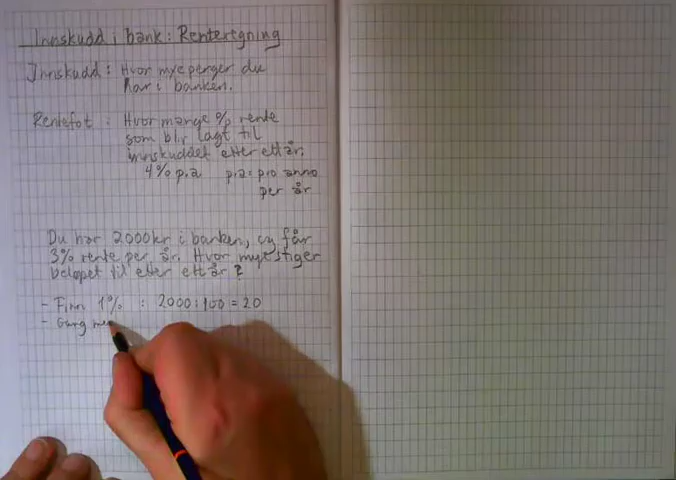 Innskudd i bank: Renteregning
Innskudd: Hvor mye penger du
har i banken.
Rentefot: Hvor mange % rente
som blir lagt til
innskuddet etter ett år.
4% p.a p.a = pro anno
per år
Du har 2000kr i banken, og får
3% rente per år. Hvor mye stiger
beløpet til etter ett år?
- Finn 1% : 2000:100 = 20
- Gang me